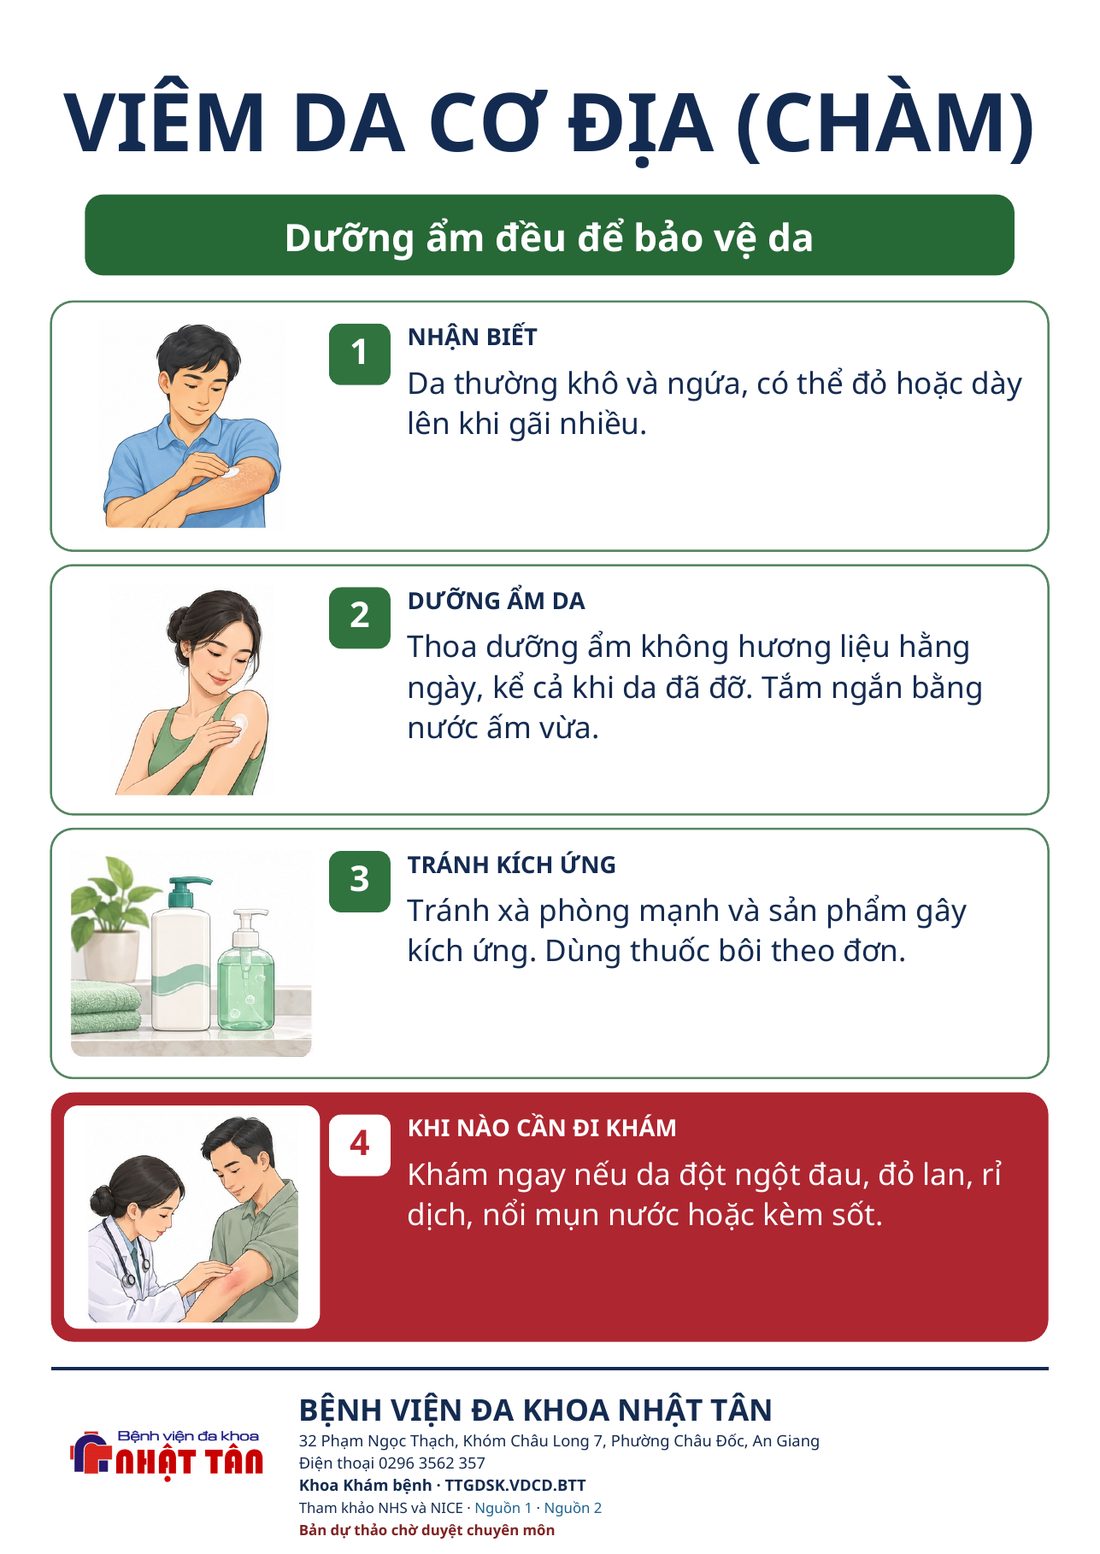 VIÊM DA CƠ ĐỊA (CHÀM)
Dưỡng ẩm đều để bảo vệ da
1
NHẬN BIẾT
Da thường khô và ngứa, có thể đỏ hoặc dày
lên khi gãi nhiều.
2
DƯỠNG ẨM DA
Thoa dưỡng ẩm không hương liệu hằng
ngày, kể cả khi da đã đỡ. Tắm ngắn bằng
nước ấm vừa.
3
TRÁNH KÍCH ỨNG
Tránh xà phòng mạnh và sản phẩm gây
kích ứng. Dùng thuốc bôi theo đơn.
4
KHI NÀO CẦN ĐI KHÁM
Khám ngay nếu da đột ngột đau, đỏ lan, rỉ
dịch, nổi mụn nước hoặc kèm sốt.
Bệnh viện đa khoa
NHẬT TÂN
BỆNH VIỆN ĐA KHOA NHẬT TÂN
32 Phạm Ngọc Thạch, Khóm Châu Long 7, Phường Châu Đốc, An Giang
Điện thoại 0296 3562 357
Khoa Khám bệnh · TTGDSK.VDCD.BTT
Tham khảo NHS và NICE · Nguồn 1 · Nguồn 2
Bản dự thảo chờ duyệt chuyên môn